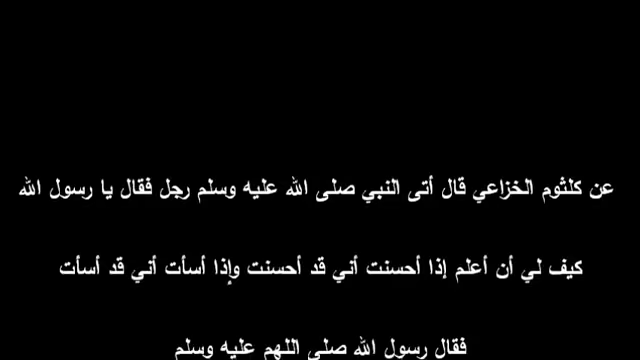 عن كلثوم الخزاعي قال أتى النبي صلى الله عليه وسلم رجل فقال يا رسول الله
كيف لي أن أعلم إذا أحسنت أني قد أحسنت وإذا أسأت أني قد أسأت
فقال رسول الله صلى اللهم عليه وسلم